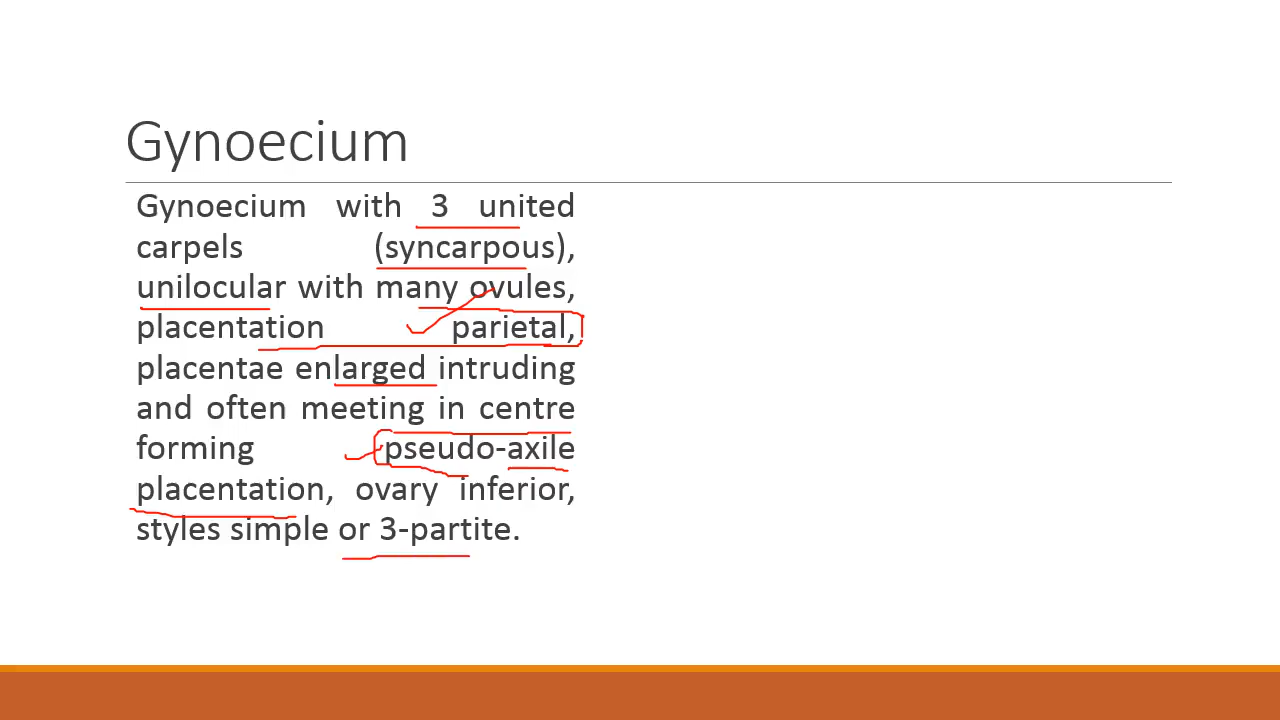 Gynoecium
Gynoecium with 3 united
carpels (syncarpous),
unilocular with many ovules,
placentation parietal,
placentae enlarged intruding
and often meeting in centre
forming pseudo-axile
placentation, ovary inferior,
styles simple or 3-partite.